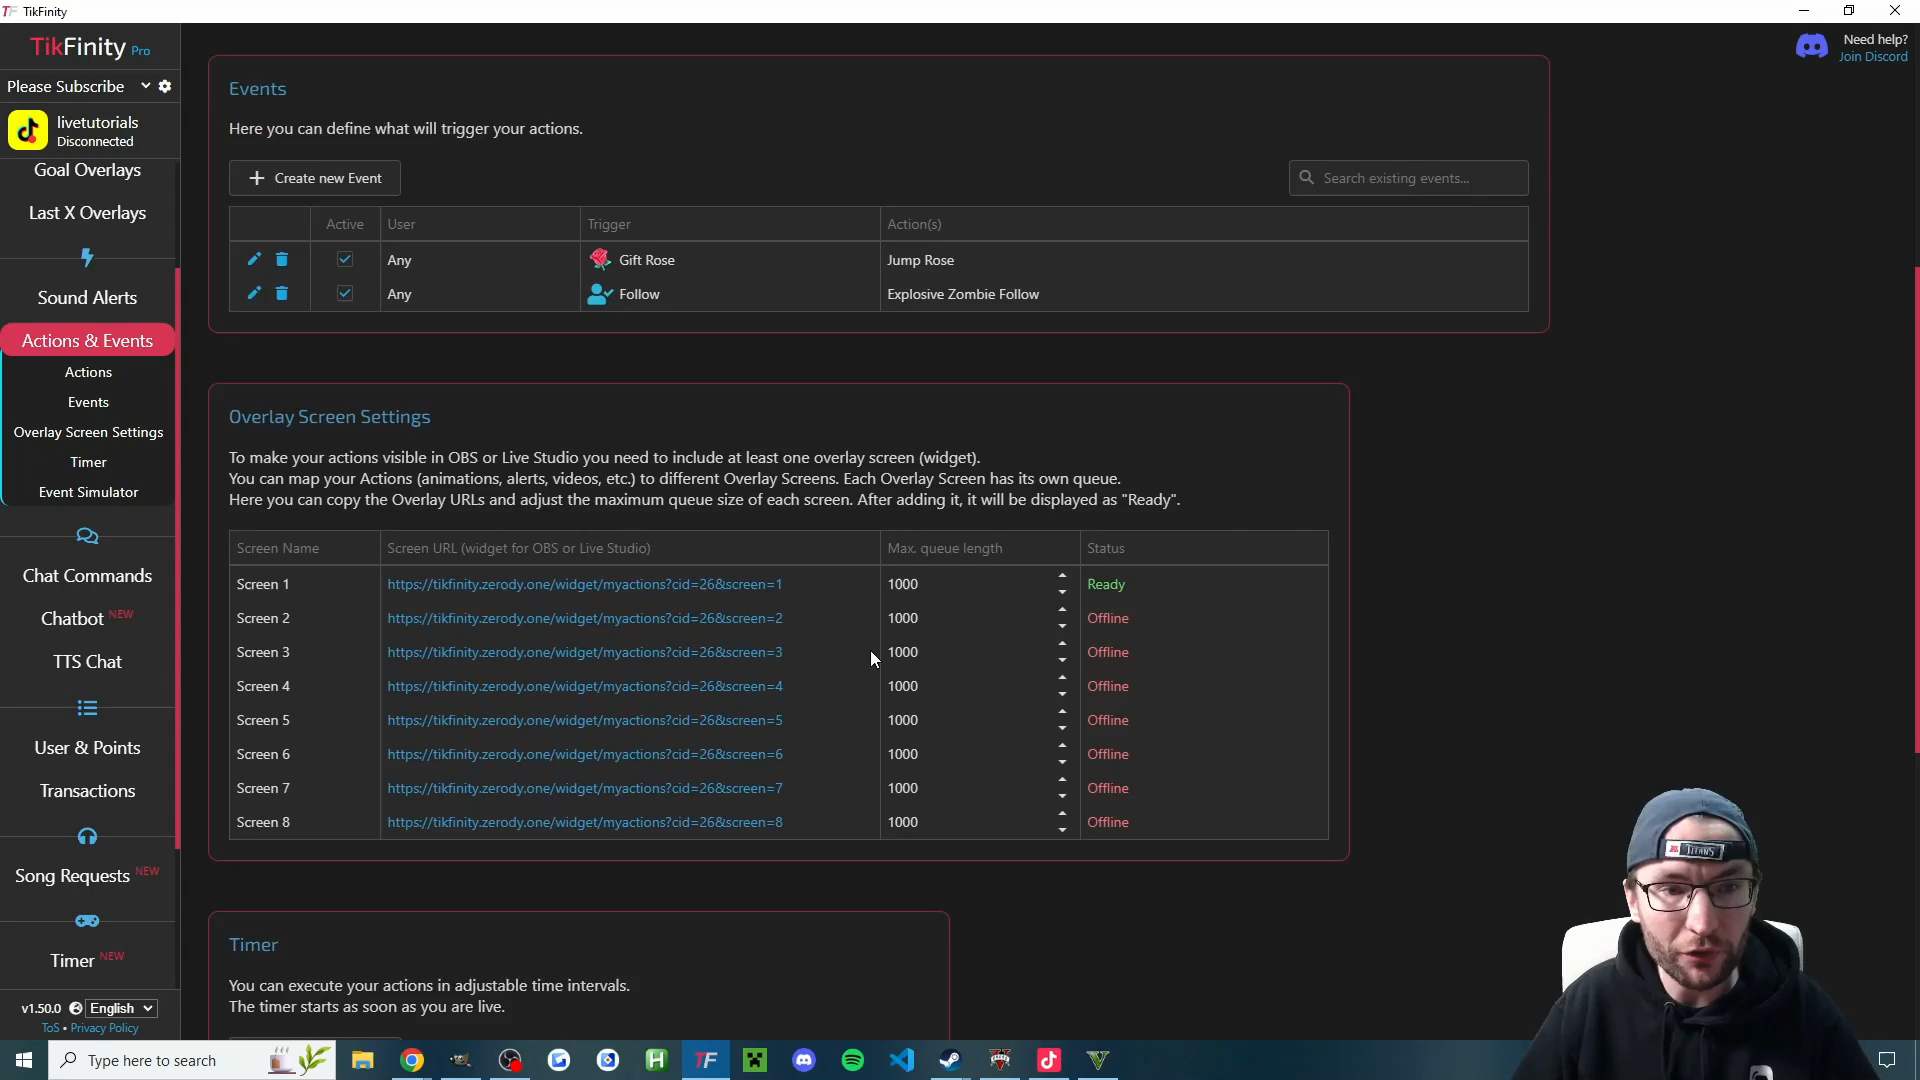 TikFinity
TikFinity Pro
Need help?
Join Discord
Please Subscribe
livetutorials
Disconnected
Goal Overlays
Last X Overlays
Sound Alerts
Actions & Events
Actions
Events
Overlay Screen Settings
Timer
Event Simulator
Chat Commands
Chatbot NEW
TTS Chat
User & Points
Transactions
Song Requests NEW
Timer NEW
v1.50.0 English
ToS • Privacy Policy
Events
Here you can define what will trigger your actions.
Create new Event
Search existing events...
Active User Trigger Action(s)
Any Gift Rose Jump Rose
Any Follow Explosive Zombie Follow
Overlay Screen Settings
To make your actions visible in OBS or Live Studio you need to include at least one overlay screen (widget).
You can map your Actions (animations, alerts, videos, etc.) to different Overlay Screens. Each Overlay Screen has its own queue.
Here you can copy the Overlay URLs and adjust the maximum queue size of each screen. After adding it, it will be displayed as "Ready".
Screen Name Screen URL (widget for OBS or Live Studio) Max. queue length Status
Screen 1 https://tikfinity.zerody.one/widget/myactions?cid=26&screen=1 1000 Ready
Screen 2 https://tikfinity.zerody.one/widget/myactions?cid=26&screen=2 1000 Offline
Screen 3 https://tikfinity.zerody.one/widget/myactions?cid=26&screen=3 1000 Offline
Screen 4 https://tikfinity.zerody.one/widget/myactions?cid=26&screen=4 1000 Offline
Screen 5 https://tikfinity.zerody.one/widget/myactions?cid=26&screen=5 1000 Offline
Screen 6 https://tikfinity.zerody.one/widget/myactions?cid=26&screen=6 1000 Offline
Screen 7 https://tikfinity.zerody.one/widget/myactions?cid=26&screen=7 1000 Offline
Screen 8 https://tikfinity.zerody.one/widget/myactions?cid=26&screen=8 1000 Offline
Timer
You can execute your actions in adjustable time intervals.
The timer starts as soon as you are live.
TITANS
Type here to search
TF